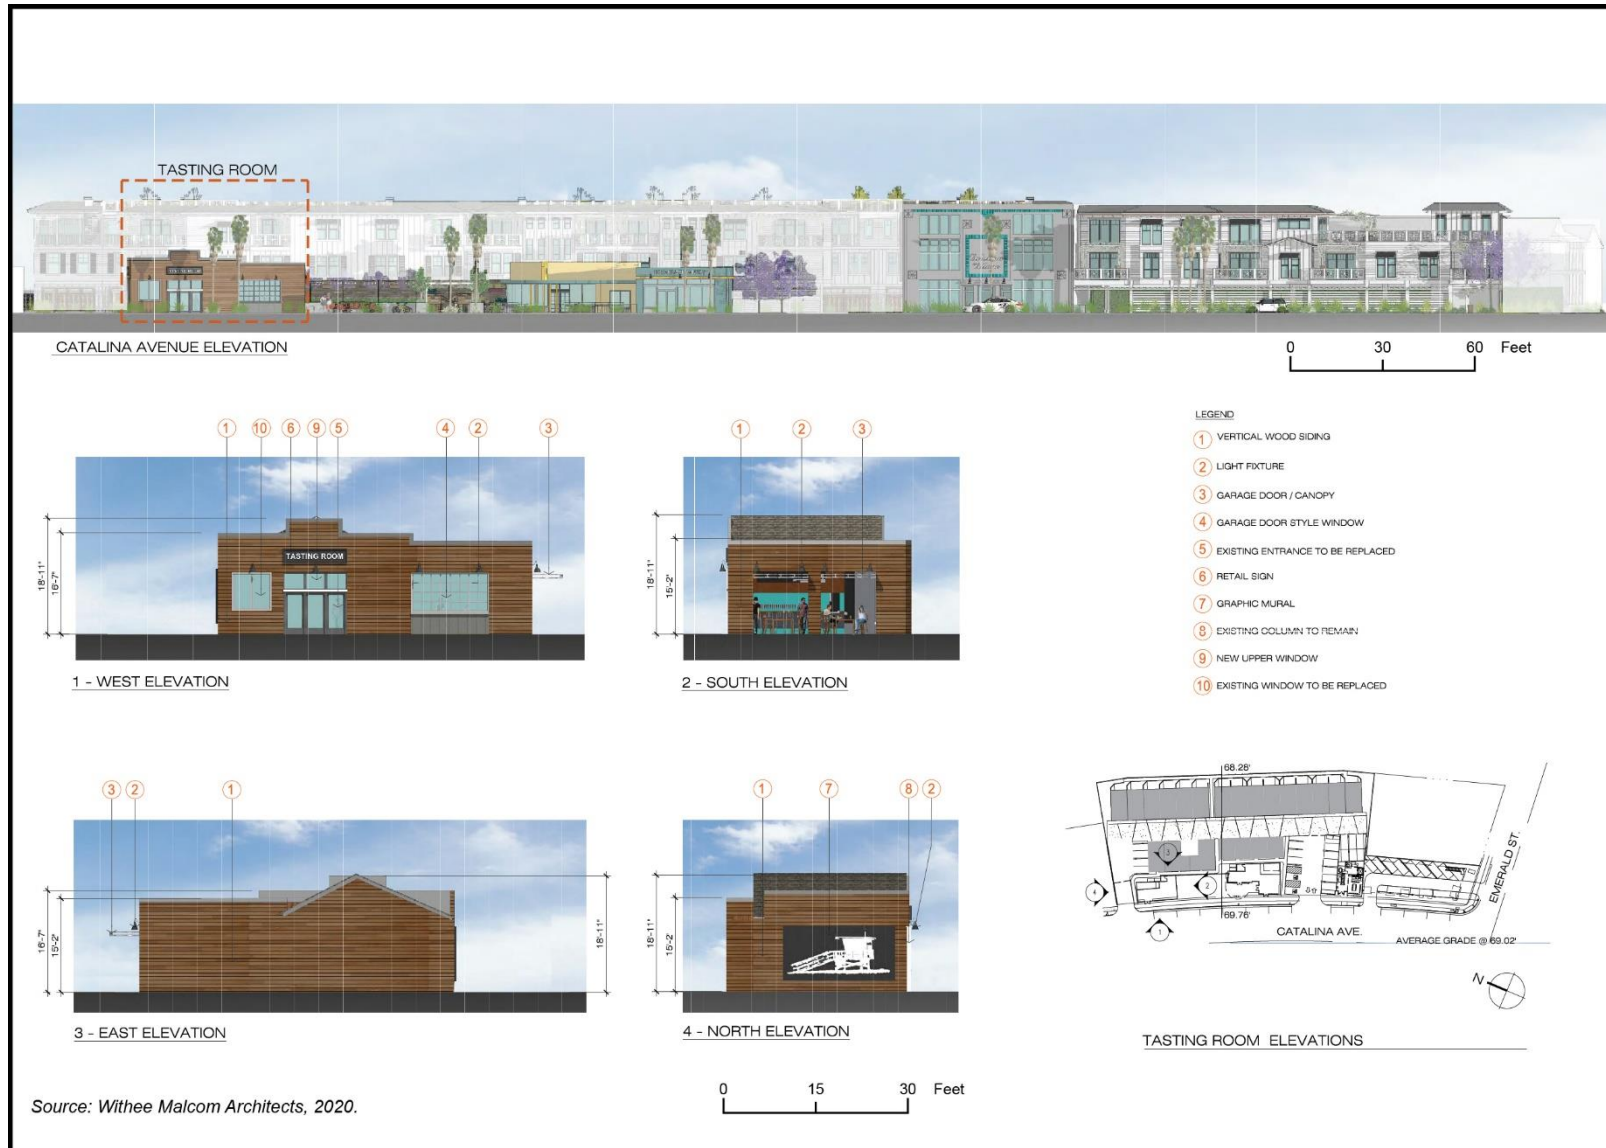 TASTING ROOM
CATALINA AVENUE ELEVATION
0 30 60 Feet
1 10 6 9 5 4 2 3
18'-11"
16'-7"
TASTING ROOM
1 - WEST ELEVATION
1 2 3
18'-11"
15'-2"
2 - SOUTH ELEVATION
LEGEND
1 VERTICAL WOOD SIDING
2 LIGHT FIXTURE
3 GARAGE DOOR / CANOPY
4 GARAGE DOOR STYLE WINDOW
5 EXISTING ENTRANCE TO BE REPLACED
6 RETAIL SIGN
7 GRAPHIC MURAL
8 EXISTING COLUMN TO REMAIN
9 NEW UPPER WINDOW
10 EXISTING WINDOW TO BE REPLACED
3 2 1
16'-7"
15'-2"
18'-11"
3 - EAST ELEVATION
1 7 8 2
18'-11"
15'-2"
4 - NORTH ELEVATION
68.28'
3
4
2
69.76'
1
CATALINA AVE.
EMERALD ST.
AVERAGE GRADE @ 69.02'
N
TASTING ROOM ELEVATIONS
0 15 30 Feet
Source: Withee Malcom Architects, 2020.